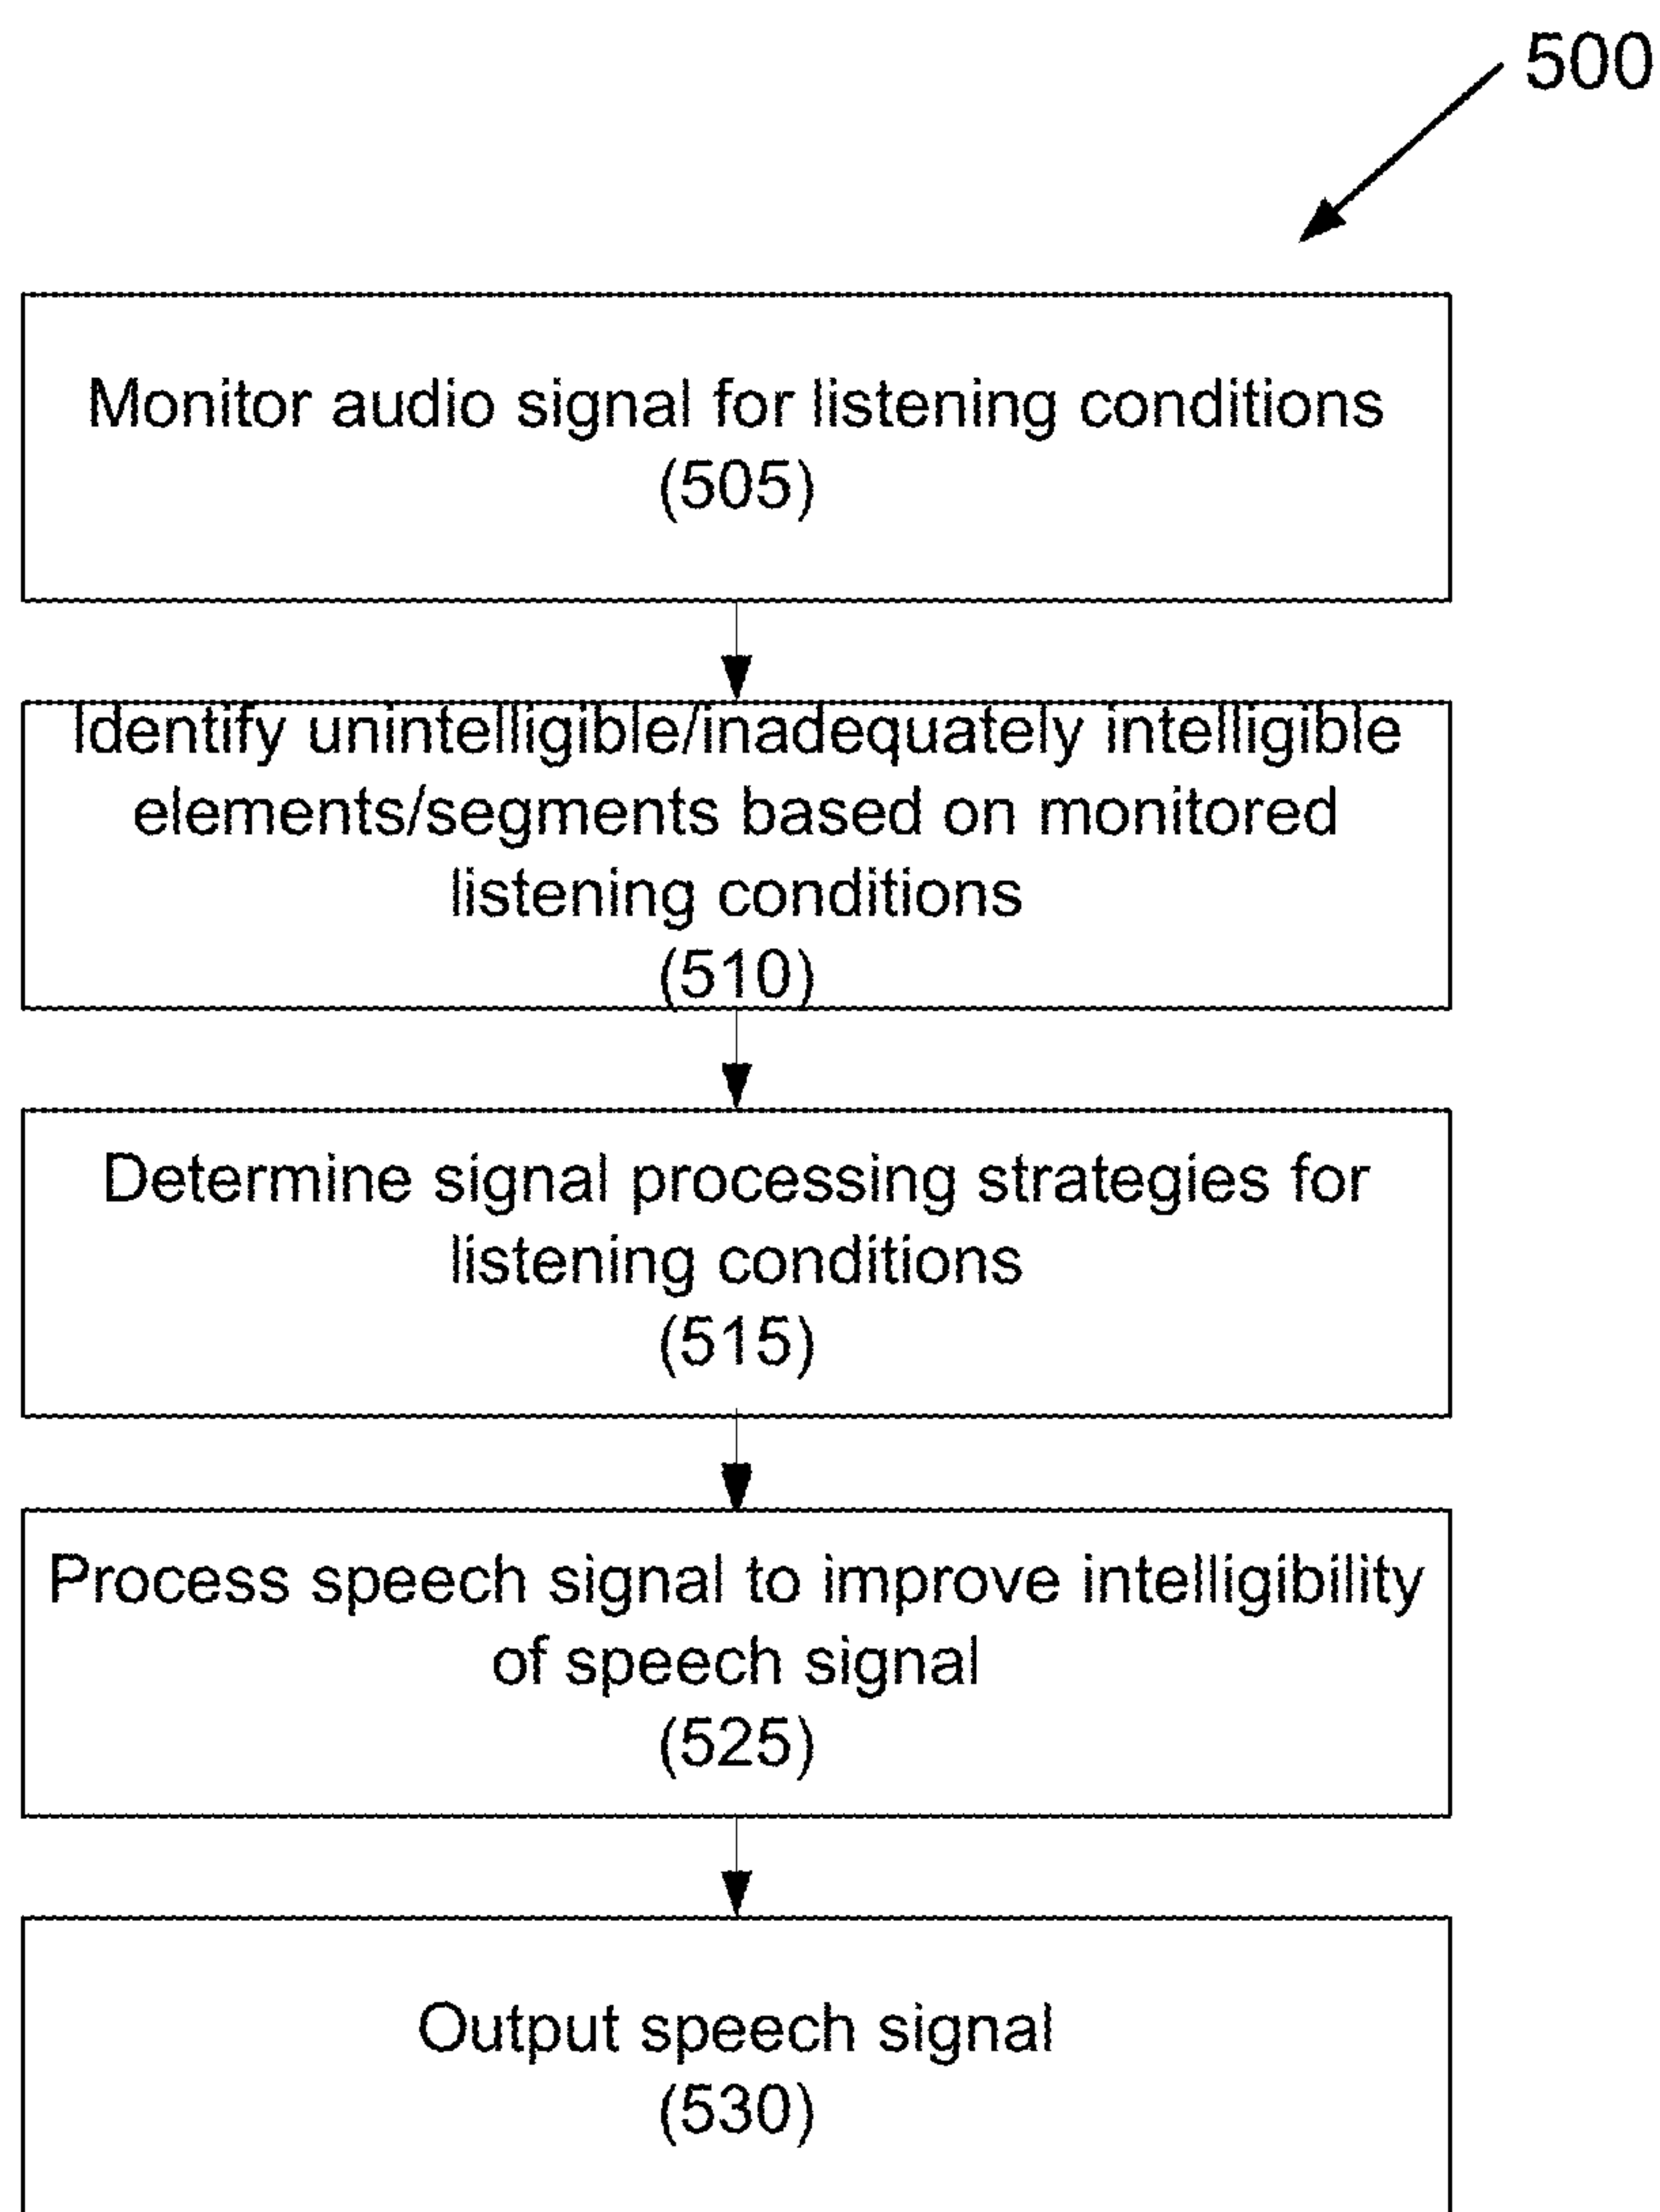 500
Monitor audio signal for listening conditions
(505)
Identify unintelligible/inadequately intelligible
elements/segments based on monitored
listening conditions
(510)
Determine signal processing strategies for
listening conditions
(515)
Process speech signal to improve intelligibility
of speech signal
(525)
Output speech signal
(530)